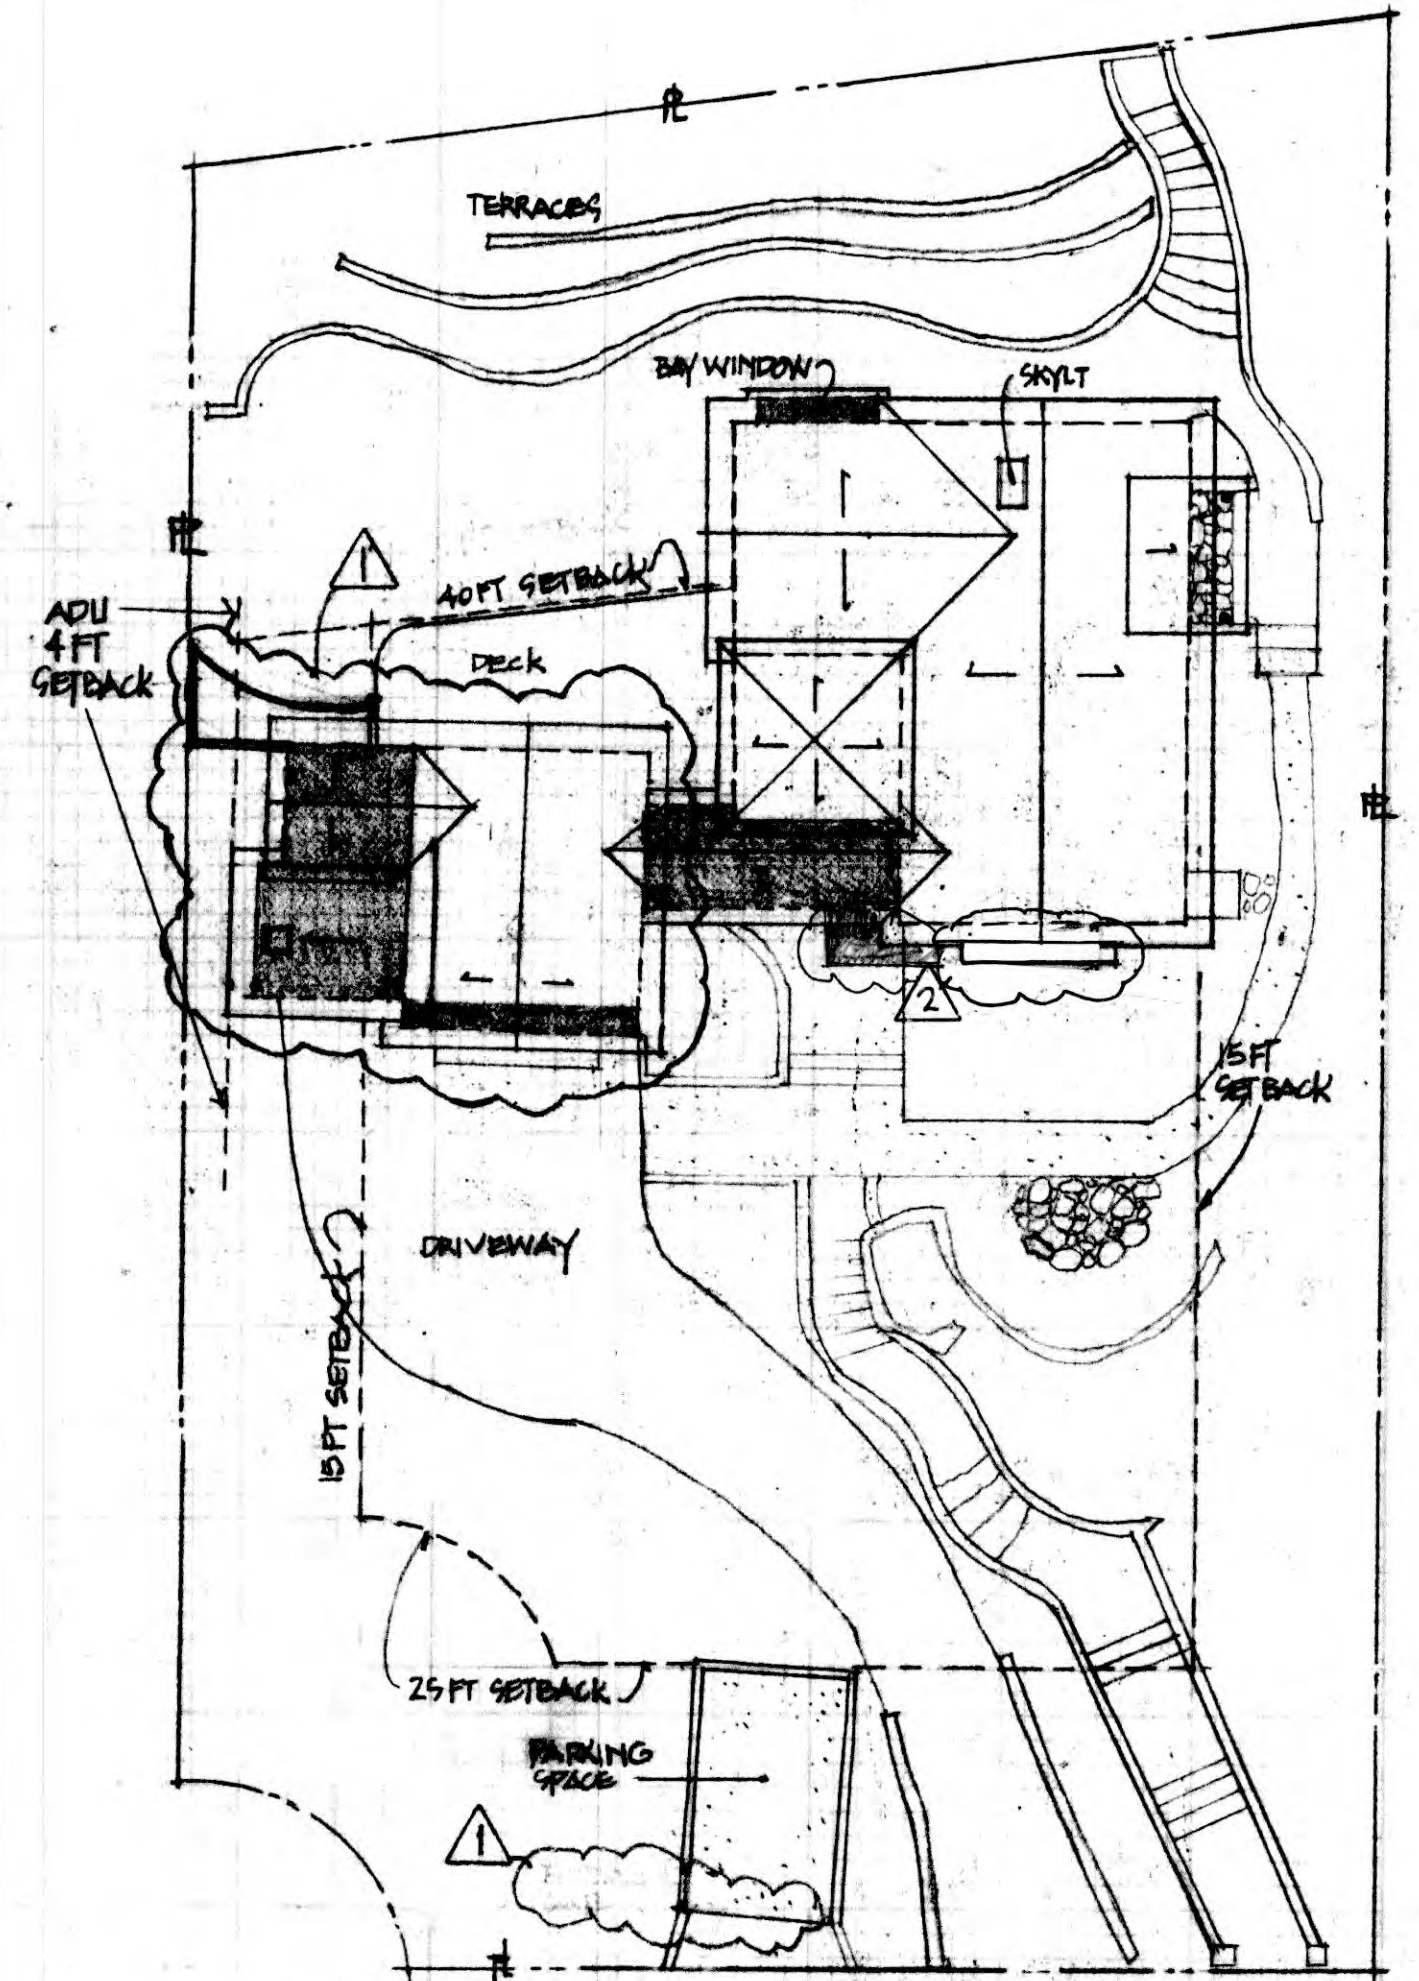 PL
TERRACES
BAY WINDOW
SKYLT
PL
1
40 FT SETBACK
ADU
4 FT
SETBACK
DECK
PL
2
15 FT
SETBACK
DRIVEWAY
15 FT SETBACK
25 FT SETBACK
PARKING
SPACE
1
PL